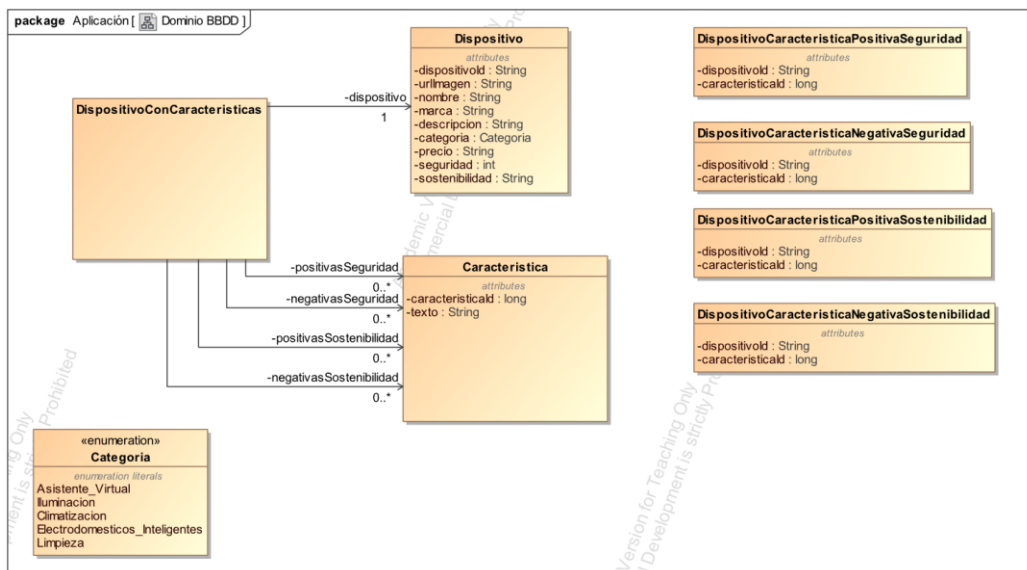 package Aplicación [ Dominio BBDD ]
DispositivoConCaracteristicas
-dispositivo
1
Dispositivo
attributes
-dispositivoId : String
-urlImagen : String
-nombre : String
-marca : String
-descripcion : String
-categoria : Categoria
-precio : String
-seguridad : int
-sostenibilidad : String
-positivasSeguridad
0..*
-negativasSeguridad
0..*
-positivasSostenibilidad
0..*
-negativasSostenibilidad
0..*
Caracteristica
attributes
-caracteristicaId : long
-texto : String
«enumeration»
Categoria
enumeration literals
Asistente_Virtual
Iluminacion
Climatizacion
Electrodomesticos_Inteligentes
Limpieza
DispositivoCaracteristicaPositivaSeguridad
-dispositivoId : String
-caracteristicaId : long
DispositivoCaracteristicaNegativaSeguridad
attributes
-dispositivoId : String
-caracteristicaId : long
DispositivoCaracteristicaPositivaSostenibilidad
attributes
-dispositivoId : String
-caracteristicaId : long
DispositivoCaracteristicaNegativaSostenibilidad
attributes
-dispositivoId : String
-caracteristicaId : long
Version for Teaching Only
Development is strictly
Prohibited